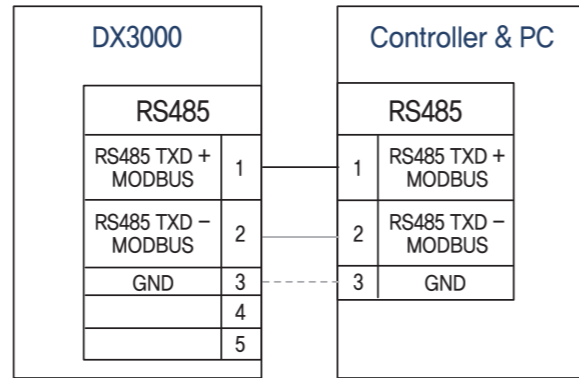 DX3000
Controller & PC
RS485
RS485
RS485 TXD +
MODBUS
1
1
RS485 TXD +
MODBUS
RS485 TXD –
MODBUS
2
2
RS485 TXD –
MODBUS
GND
3
3
GND
4
5